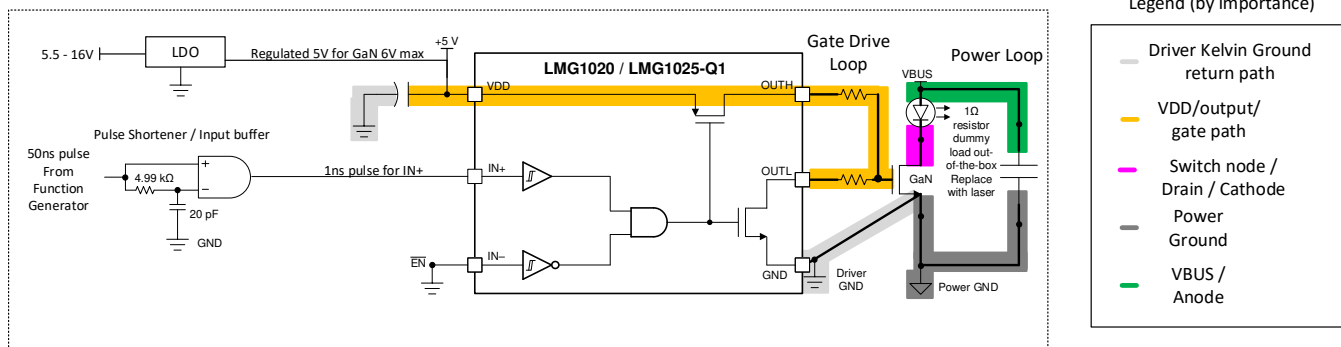 Legend (by importance)
Driver Kelvin Ground
return path
VDD/output/
gate path
Switch node /
Drain / Cathode
Power
Ground
VBUS /
Anode
5.5 - 16V
LDO
Regulated 5V for GaN 6V max
+5 V
LMG1020 / LMG1025-Q1
Gate Drive
Loop
Power Loop
VDD
OUTH
VBUS
1Ω
resistor
dummy
load out-
of-the-box
Replace
with laser
Pulse Shortener / Input buffer
50ns pulse
From
Function
Generator
4.99 kΩ
+
−
20 pF
GND
1ns pulse for IN+
IN+
OUTL
GaN
EN
IN−
GND
Driver
GND
Power GND